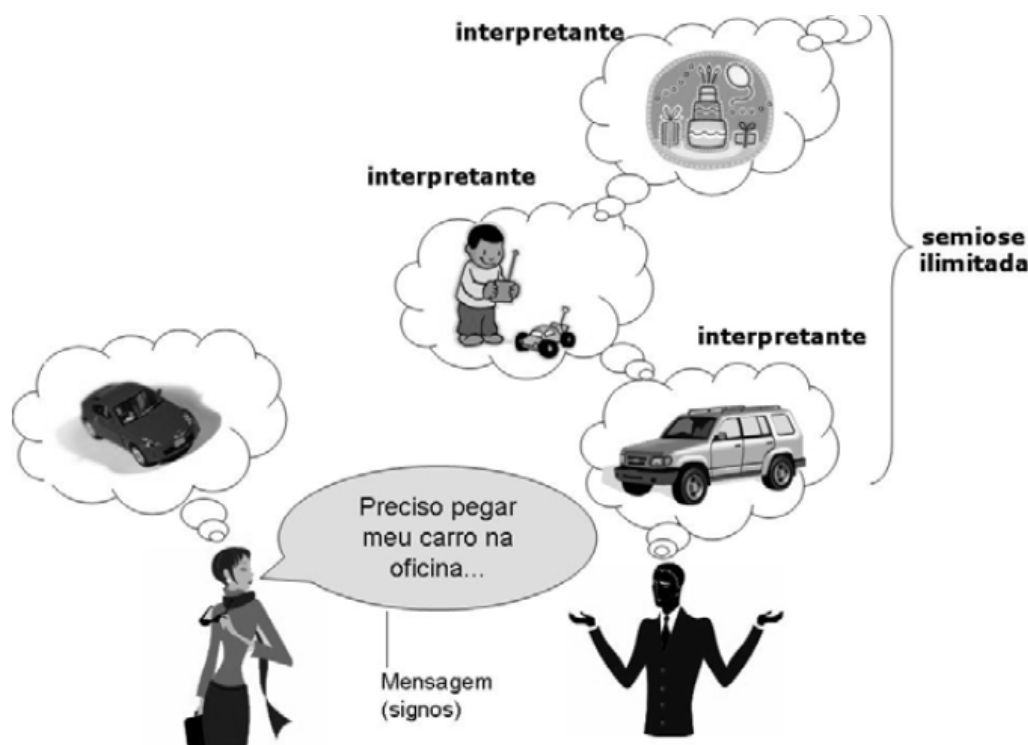 interpretante
interpretante
semiose
ilimitada
interpretante
Preciso pegar
meu carro na
oficina...
Mensagem
(signos)